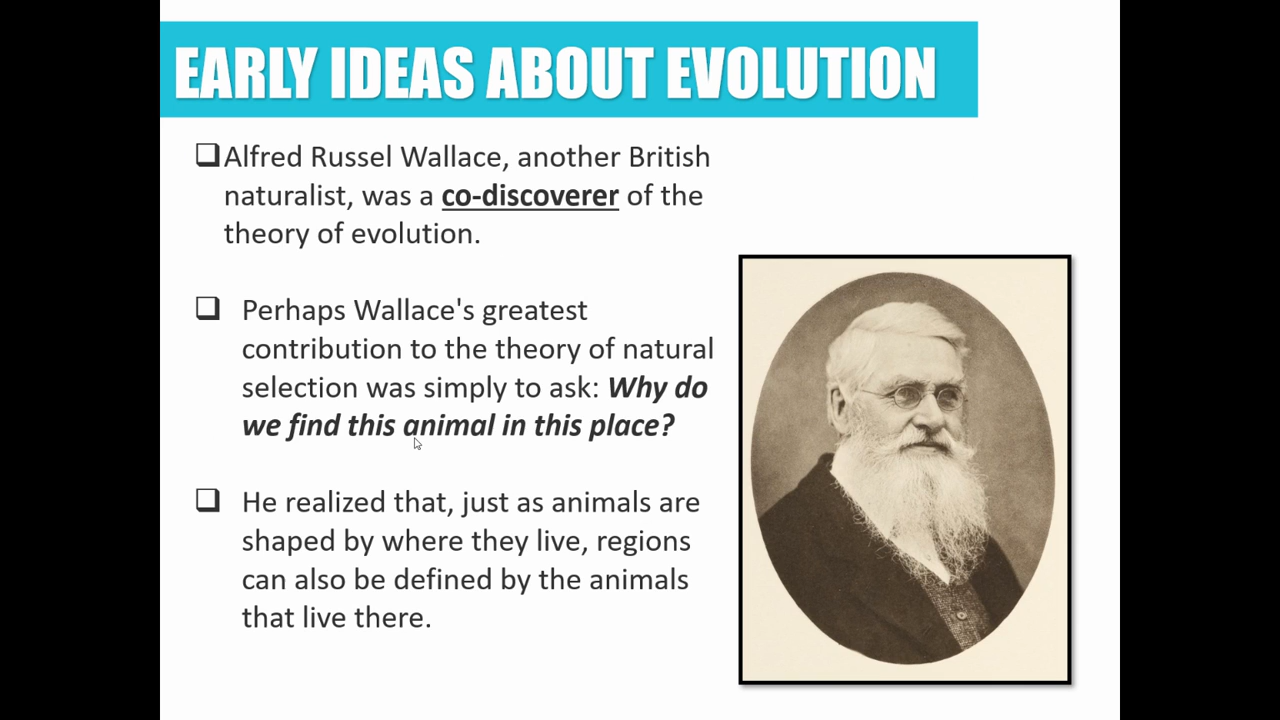 EARLY IDEAS ABOUT EVOLUTION
Alfred Russel Wallace, another British
naturalist, was a co-discoverer of the
theory of evolution.
Perhaps Wallace's greatest
contribution to the theory of natural
selection was simply to ask: Why do
we find this animal in this place?
He realized that, just as animals are
shaped by where they live, regions
can also be defined by the animals
that live there.